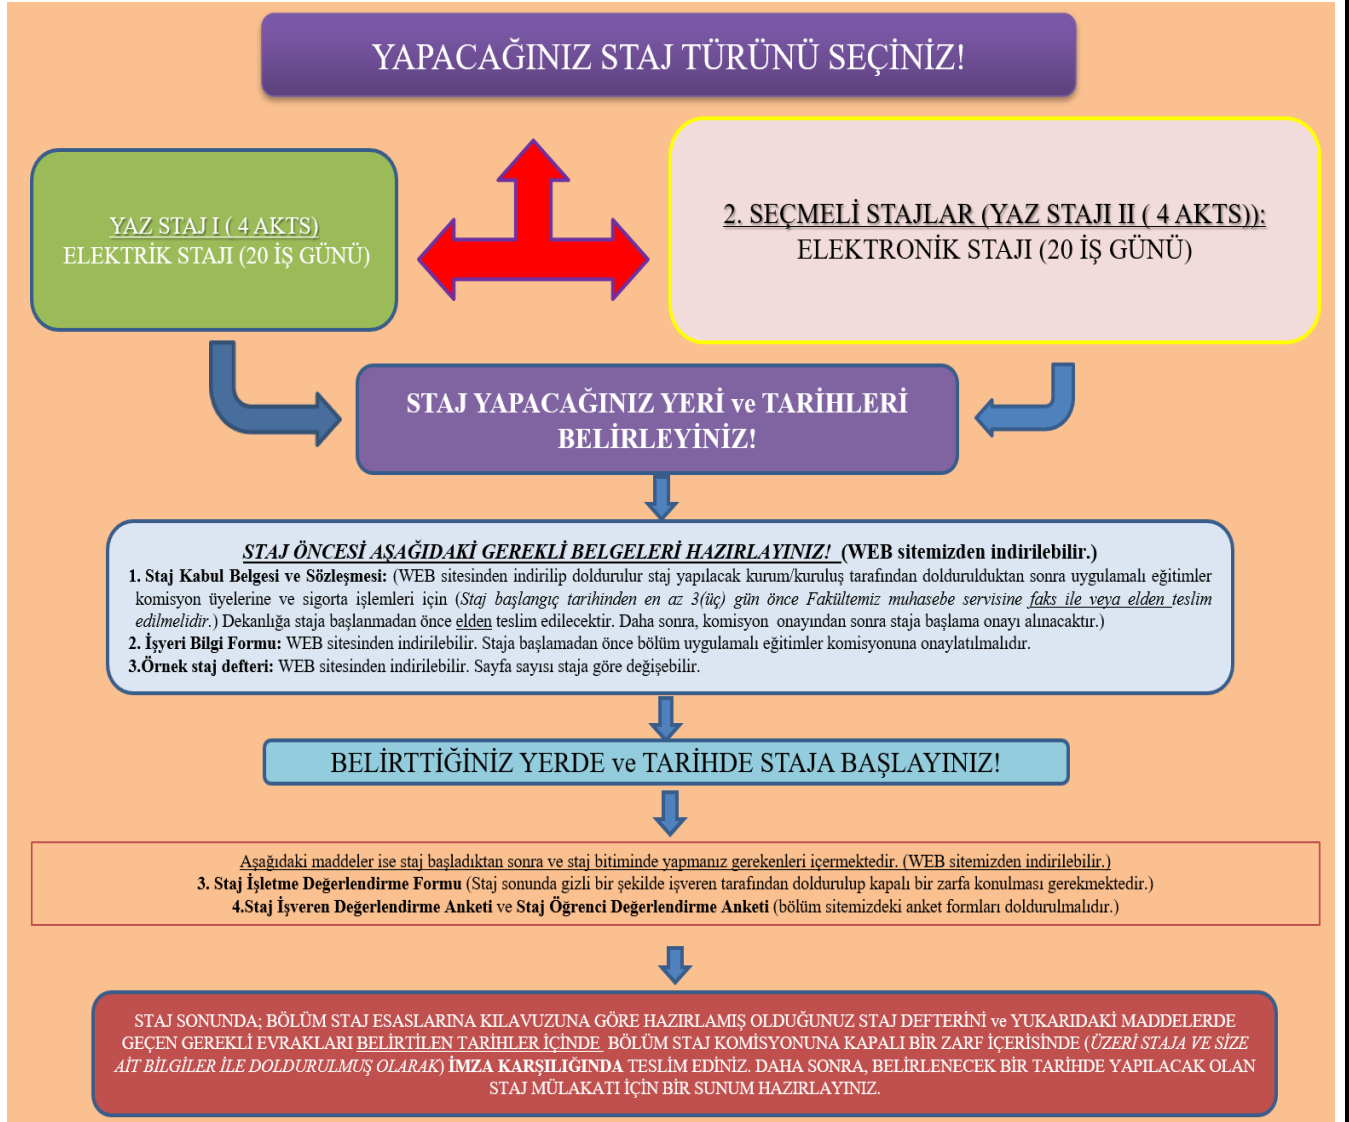 YAPACAĞINIZ STAJ TÜRÜNÜ SEÇİNİZ!
YAZ STAJ I ( 4 AKTS)
ELEKTRİK STAJI (20 İŞ GÜNÜ)
2. SEÇMELİ STAJLAR (YAZ STAJI II ( 4 AKTS)):
ELEKTRONİK STAJI (20 İŞ GÜNÜ)
STAJ YAPACAĞINIZ YERİ ve TARİHLERİ
BELİRLEYİNİZ!
STAJ ÖNCESİ AŞAĞIDAKİ GEREKLİ BELGELERİ HAZIRLAYINIZ! (WEB sitemizden indirilebilir.)
1. Staj Kabul Belgesi ve Sözleşmesi: (WEB sitesinden indirilip doldurulur staj yapılacak kurum/kuruluş tarafından doldurulduktan sonra uygulamalı eğitimler
komisyon üyelerine ve sigorta işlemleri için (Staj başlangıç tarihinden en az 3(üç) gün önce Fakültemiz muhasebe servisine faks ile veya elden teslim
edilmelidir.) Dekanlığa staja başlanmadan önce elden teslim edilecektir. Daha sonra, komisyon onayından sonra staja başlama onayı alınacaktır.)
2. İşyeri Bilgi Formu: WEB sitesinden indirilebilir. Staja başlamadan önce bölüm uygulamalı eğitimler komisyonuna onaylatılmalıdır.
3.Örnek staj defteri: WEB sitesinden indirilebilir. Sayfa sayısı staja göre değişebilir.
BELİRTTİĞİNİZ YERDE ve TARİHDE STAJA BAŞLAYINIZ!
Aşağıdaki maddeler ise staj başladıktan sonra ve staj bitiminde yapmanız gerekenleri içermektedir. (WEB sitemizden indirilebilir.)
3. Staj İşletme Değerlendirme Formu (Staj sonunda gizli bir şekilde işveren tarafından doldurulup kapalı bir zarfa konulması gerekmektedir.)
4.Staj İşveren Değerlendirme Anketi ve Staj Öğrenci Değerlendirme Anketi (bölüm sitemizdeki anket formları doldurulmalıdır.)
STAJ SONUNDA; BÖLÜM STAJ ESASLARINA KILAVUZUNA GÖRE HAZIRLAMIŞ OLDUĞUNUZ STAJ DEFTERİNİ ve YUKARIDAKİ MADDELERDE
GEÇEN GEREKLİ EVRAKLARI BELİRTİLEN TARİHLER İÇİNDE BÖLÜM STAJ KOMİSYONUNA KAPALI BİR ZARF İÇERİSİNDE (ÜZERİ STAJA VE SİZE
AİT BİLGİLER İLE DOLDURULMUŞ OLARAK) İMZA KARŞILIĞINDA TESLİM EDİNİZ. DAHA SONRA, BELİRLENECEK BİR TARİHDE YAPILACAK OLAN
STAJ MÜLAKATI İÇİN BİR SUNUM HAZIRLAYINIZ.